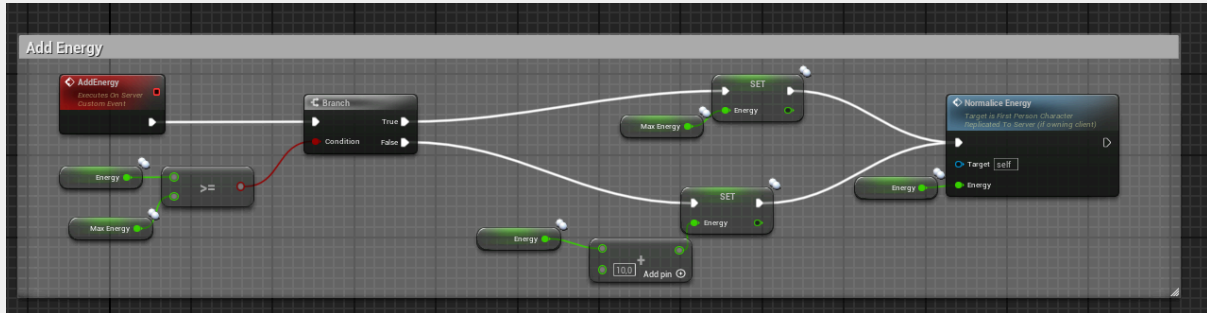 Add Energy
AddEnergy
Executes On Server
Custom Event
Branch
True
Condition
False
Energy
>=
Max Energy
SET
Energy
Max Energy
SET
Energy
Energy
+
10,0
Add pin
Normalice Energy
Target is First Person Character
Replicated To Server (if owning client)
Target
self
Energy
Energy